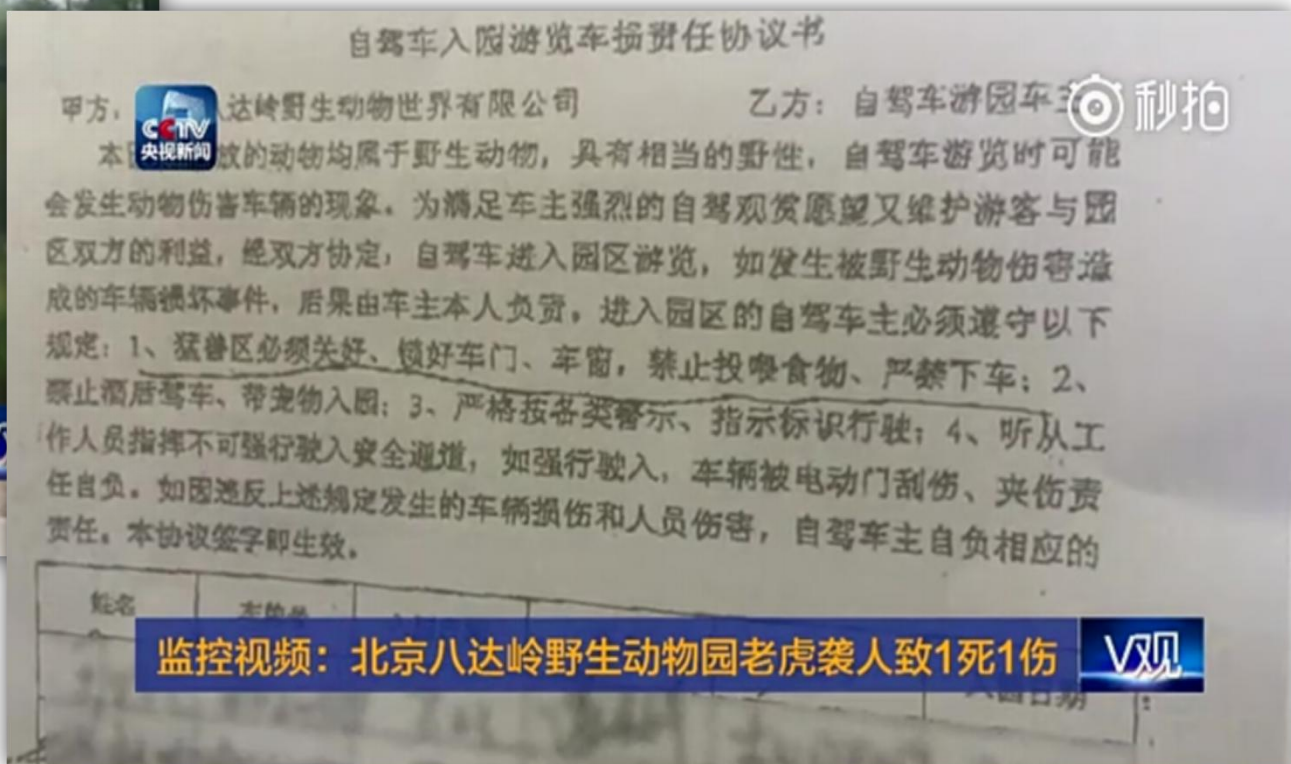 自驾车入园游览车损责任协议书
甲方： 八达岭野生动物世界有限公司 乙方： 自驾车游园车主
CCTV
央视新闻
秒拍
本 散的动物均属于野生动物，具有相当的野性，自驾车游览时可能
会发生动物伤害车辆的现象。为满足车主强烈的自驾观赏愿望又维护游客与园
区双方的利益，经双方协定，自驾车进入园区游览，如发生被野生动物伤害造
成的车辆损坏事件，后果由车主本人负责。进入园区的自驾车主必须遵守以下
规定：1、猛兽区必须关好、锁好车门、车窗，禁止投喂食物、严禁下车；2、
禁止酒后驾车、带宠物入园；3、严格按各类警示、指示标识行驶；4、听从工
作人员指挥不可强行驶入安全通道，如强行驶入，车辆被电动门刮伤、夹伤责
任自负。如因违反上述规定发生的车辆损伤和人员伤害，自驾车主自负相应的
责任。本协议签字即生效。
姓名
监控视频：北京八达岭野生动物园老虎袭人致1死1伤
V观
入园日期